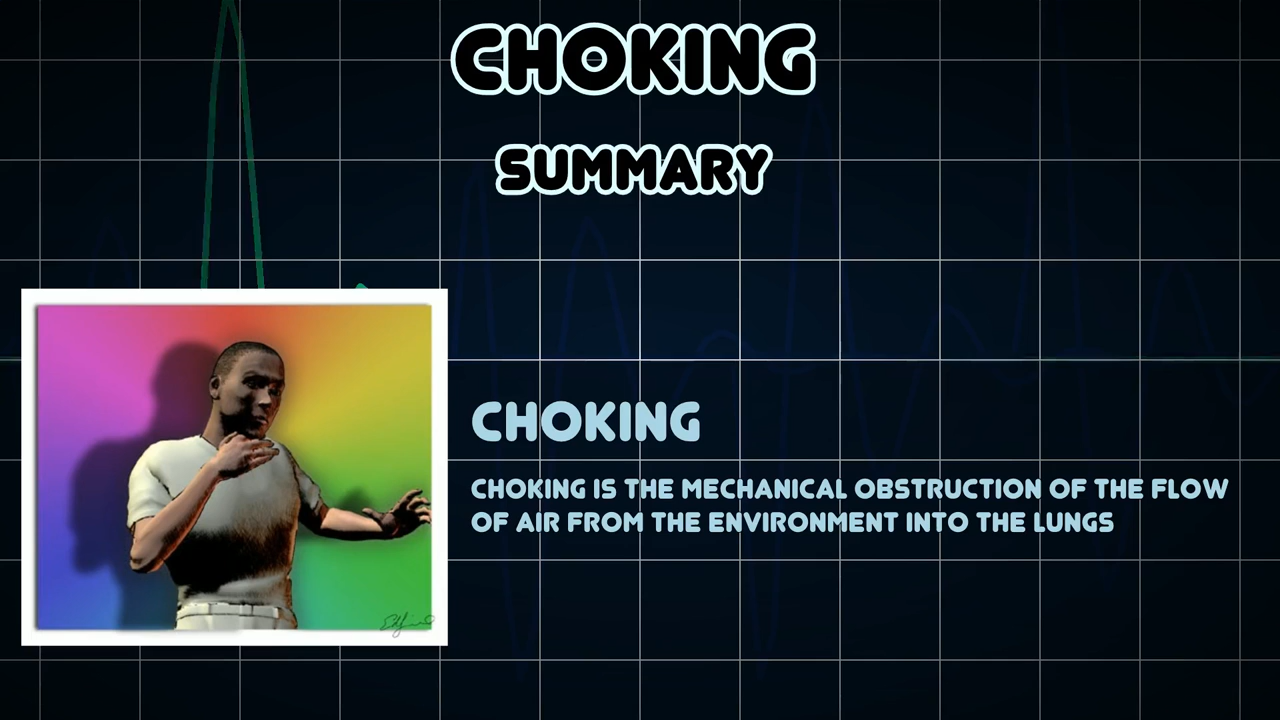 CHOKING
SUMMARY
CHOKING
CHOKING IS THE MECHANICAL OBSTRUCTION OF THE FLOW
OF AIR FROM THE ENVIRONMENT INTO THE LUNGS